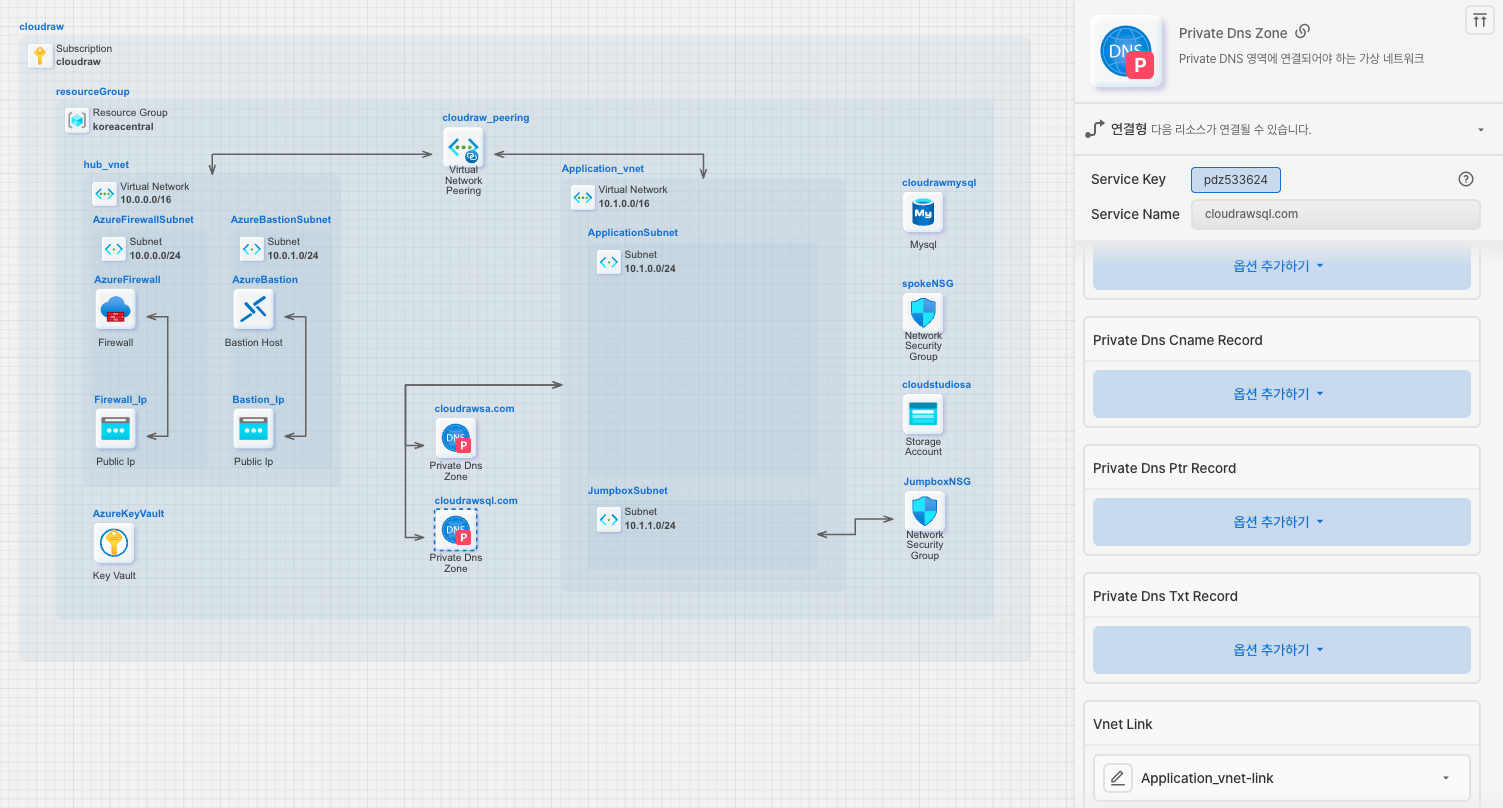 cloudraw
Subscription
cloudraw
resourceGroup
Resource Group
koreacentral
cloudraw_peering
Virtual
Network
Peering
hub_vnet
Virtual Network
10.0.0.0/16
AzureFirewallSubnet
Subnet
10.0.0.0/24
AzureBastionSubnet
Subnet
10.0.1.0/24
AzureFirewall
Firewall
AzureBastion
Bastion Host
Firewall_Ip
Public Ip
Bastion_Ip
Public Ip
AzureKeyVault
Key Vault
Application_vnet
Virtual Network
10.1.0.0/16
ApplicationSubnet
Subnet
10.1.0.0/24
cloudrawsa.com
DNS
P
Private Dns
Zone
cloudrawsql.com
DNS
P
Private Dns
Zone
JumpboxSubnet
Subnet
10.1.1.0/24
cloudrawmysql
My
Mysql
spokeNSG
Network
Security
Group
cloudstudiosa
Storage
Account
JumpboxNSG
Network
Security
Group
DNS
P
Private Dns Zone
Private DNS 영역에 연결되어야 하는 가상 네트워크
연결형 다음 리소스가 연결될 수 있습니다.
Service Key pdz533624
Service Name cloudrawsql.com
옵션 추가하기
Private Dns Cname Record
옵션 추가하기
Private Dns Ptr Record
옵션 추가하기
Private Dns Txt Record
옵션 추가하기
Vnet Link
Application_vnet-link